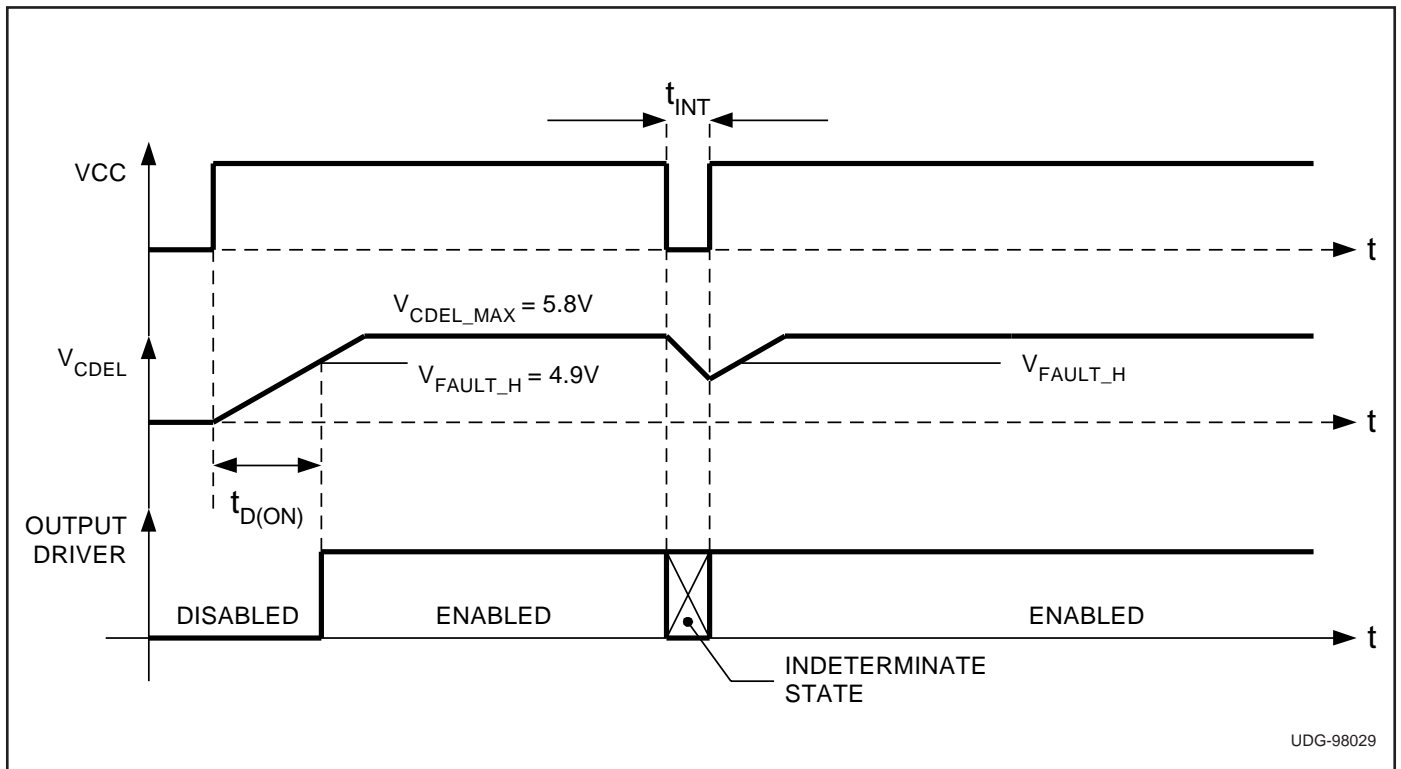 tINT
VCC
t
VCDEL_MAX = 5.8V
VCDEL
VFAULT_H = 4.9V
VFAULT_H
t
tD(ON)
OUTPUT
DRIVER
DISABLED
ENABLED
ENABLED
t
INDETERMINATE
STATE
UDG-98029